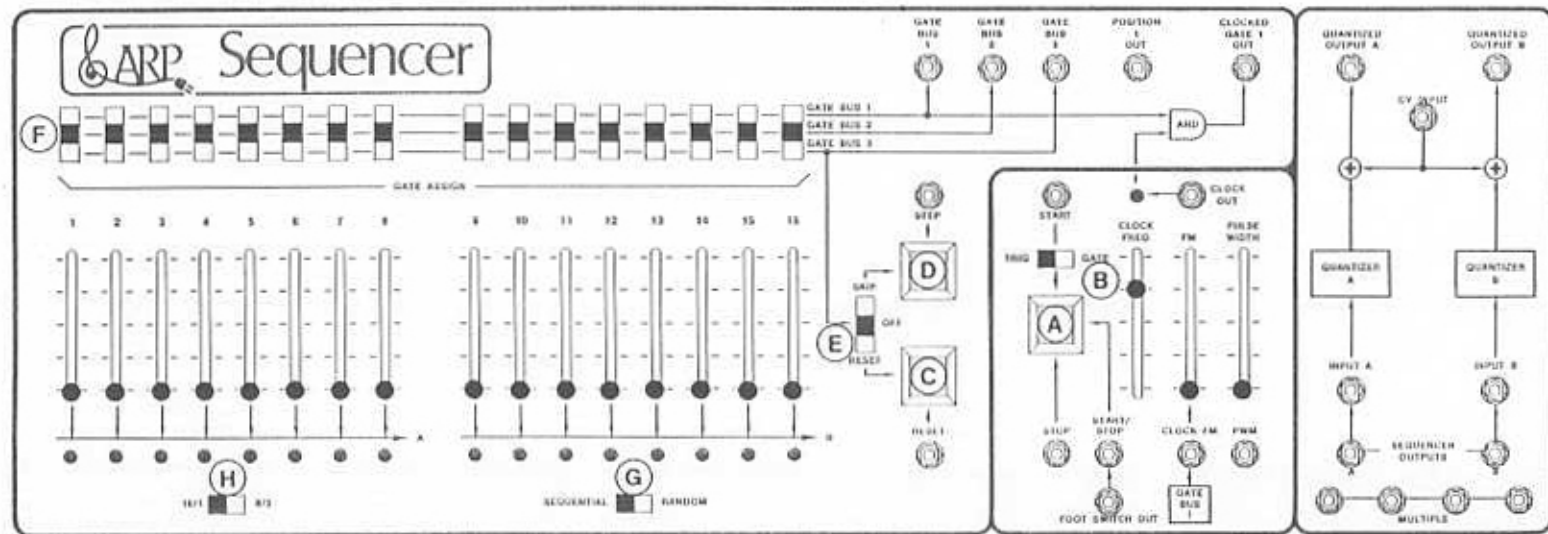 ARP Sequencer
GATE BUS 1
GATE BUS 2
GATE BUS 3
POSITION 1 OUT
CLOCKED GATE 1 OUT
QUANTIZED OUTPUT A
QUANTIZED OUTPUT B
CV INPUT
F
GATE BUS 1
GATE BUS 2
GATE BUS 3
AND
GATE ASSIGN
1 2 3 4 5 6 7 8 9 10 11 12 13 14 15
STEP
START
CLOCK OUT
CLOCK FREQ
FM
PULSE WIDTH
TRIG GATE
B
D
SKIP
E OFF
RESET
C
A
QUANTIZER A
QUANTIZER B
INPUT A
INPUT B
A
B
RESET
STOP
START/STOP
CLOCK FM
PWM
SEQUENCER OUTPUTS
A
B
H
16/1 8/2
G
SEQUENTIAL RANDOM
FOOT SWITCH OUT
GATE BUS 1
MULTIPLE